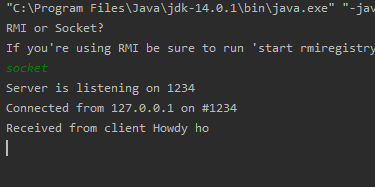 "C:\Program Files\Java\jdk-14.0.1\bin\java.exe" "-jav
RMI or Socket?
If you're using RMI be sure to run 'start rmiregistry
socket
Server is listening on 1234
Connected from 127.0.0.1 on #1234
Received from client Howdy ho